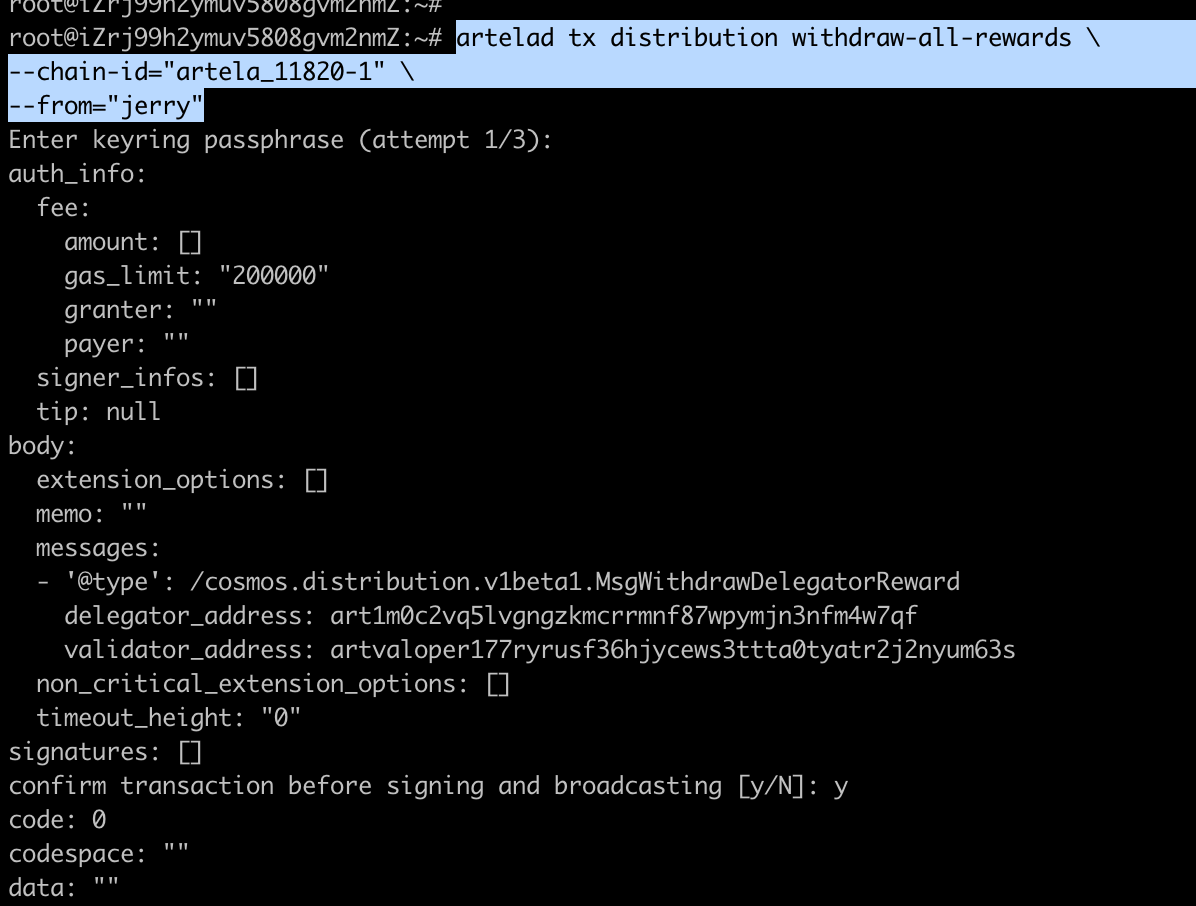 root@iZrj99h2ymuv5808gvm2nmZ:~#
root@iZrj99h2ymuv5808gvm2nmZ:~# artelad tx distribution withdraw-all-rewards \
--chain-id="artela_11820-1" \
--from="jerry"
Enter keyring passphrase (attempt 1/3):
auth_info:
  fee:
    amount: []
    gas_limit: "200000"
    granter: ""
    payer: ""
  signer_infos: []
  tip: null
body:
  extension_options: []
  memo: ""
  messages:
  - '@type': /cosmos.distribution.v1beta1.MsgWithdrawDelegatorReward
    delegator_address: art1m0c2vq5lvgngzkmcrrmnf87wpymjn3nfm4w7qf
    validator_address: artvaloper177ryrusf36hjycews3ttta0tyatr2j2nyum63s
  non_critical_extension_options: []
  timeout_height: "0"
signatures: []
confirm transaction before signing and broadcasting [y/N]: y
code: 0
codespace: ""
data: ""